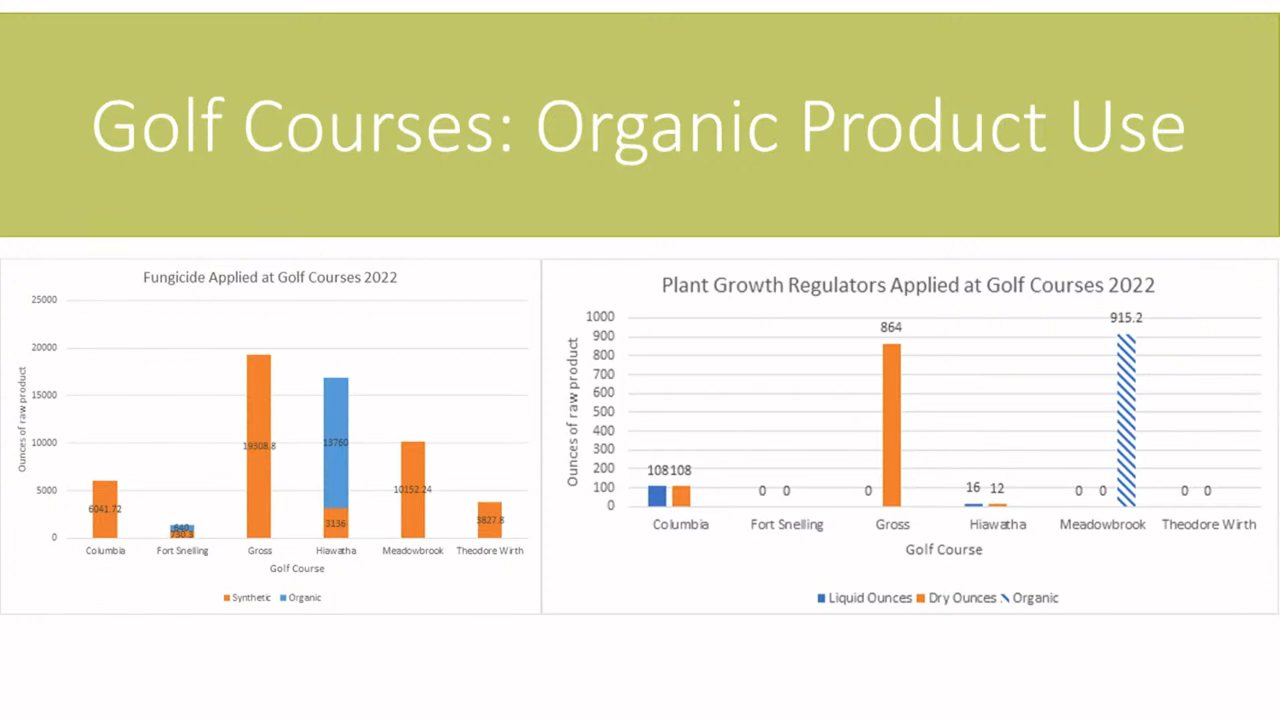 Golf Courses: Organic Product Use
Fungicide Applied at Golf Courses 2022
Ounces of raw product
25000
20000
15000
10000
5000
0
6041.72
640
730.3
19308.8
13760
3136
10152.24
3827.8
Columbia Fort Snelling Gross Hiawatha Meadowbrook Theodore Wirth
Golf Course
Synthetic Organic
Plant Growth Regulators Applied at Golf Courses 2022
Ounces of raw product
1000
900
800
700
600
500
400
300
200
100
0
108 108 0 0 0 864 16 12 0 0 915.2 0 0
Columbia Fort Snelling Gross Hiawatha Meadowbrook Theodore Wirth
Golf Course
Liquid Ounces Dry Ounces Organic